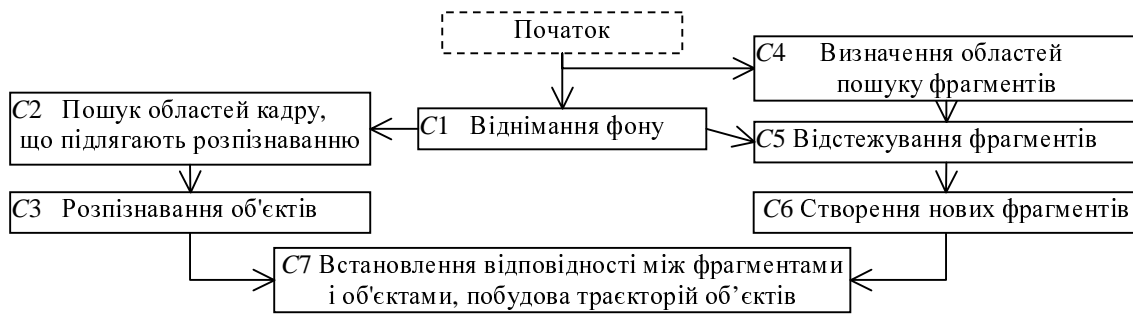 Початок
C4 Визначення областей
пошуку фрагментів
C2 Пошук областей кадру,
що підлягають розпізнаванню
C1 Віднімання фону
C5 Відстежування фрагментів
C3 Розпізнавання об'єктів
C6 Створення нових фрагментів
C7 Встановлення відповідності між фрагментами
і об'єктами, побудова траєкторій об’єктів